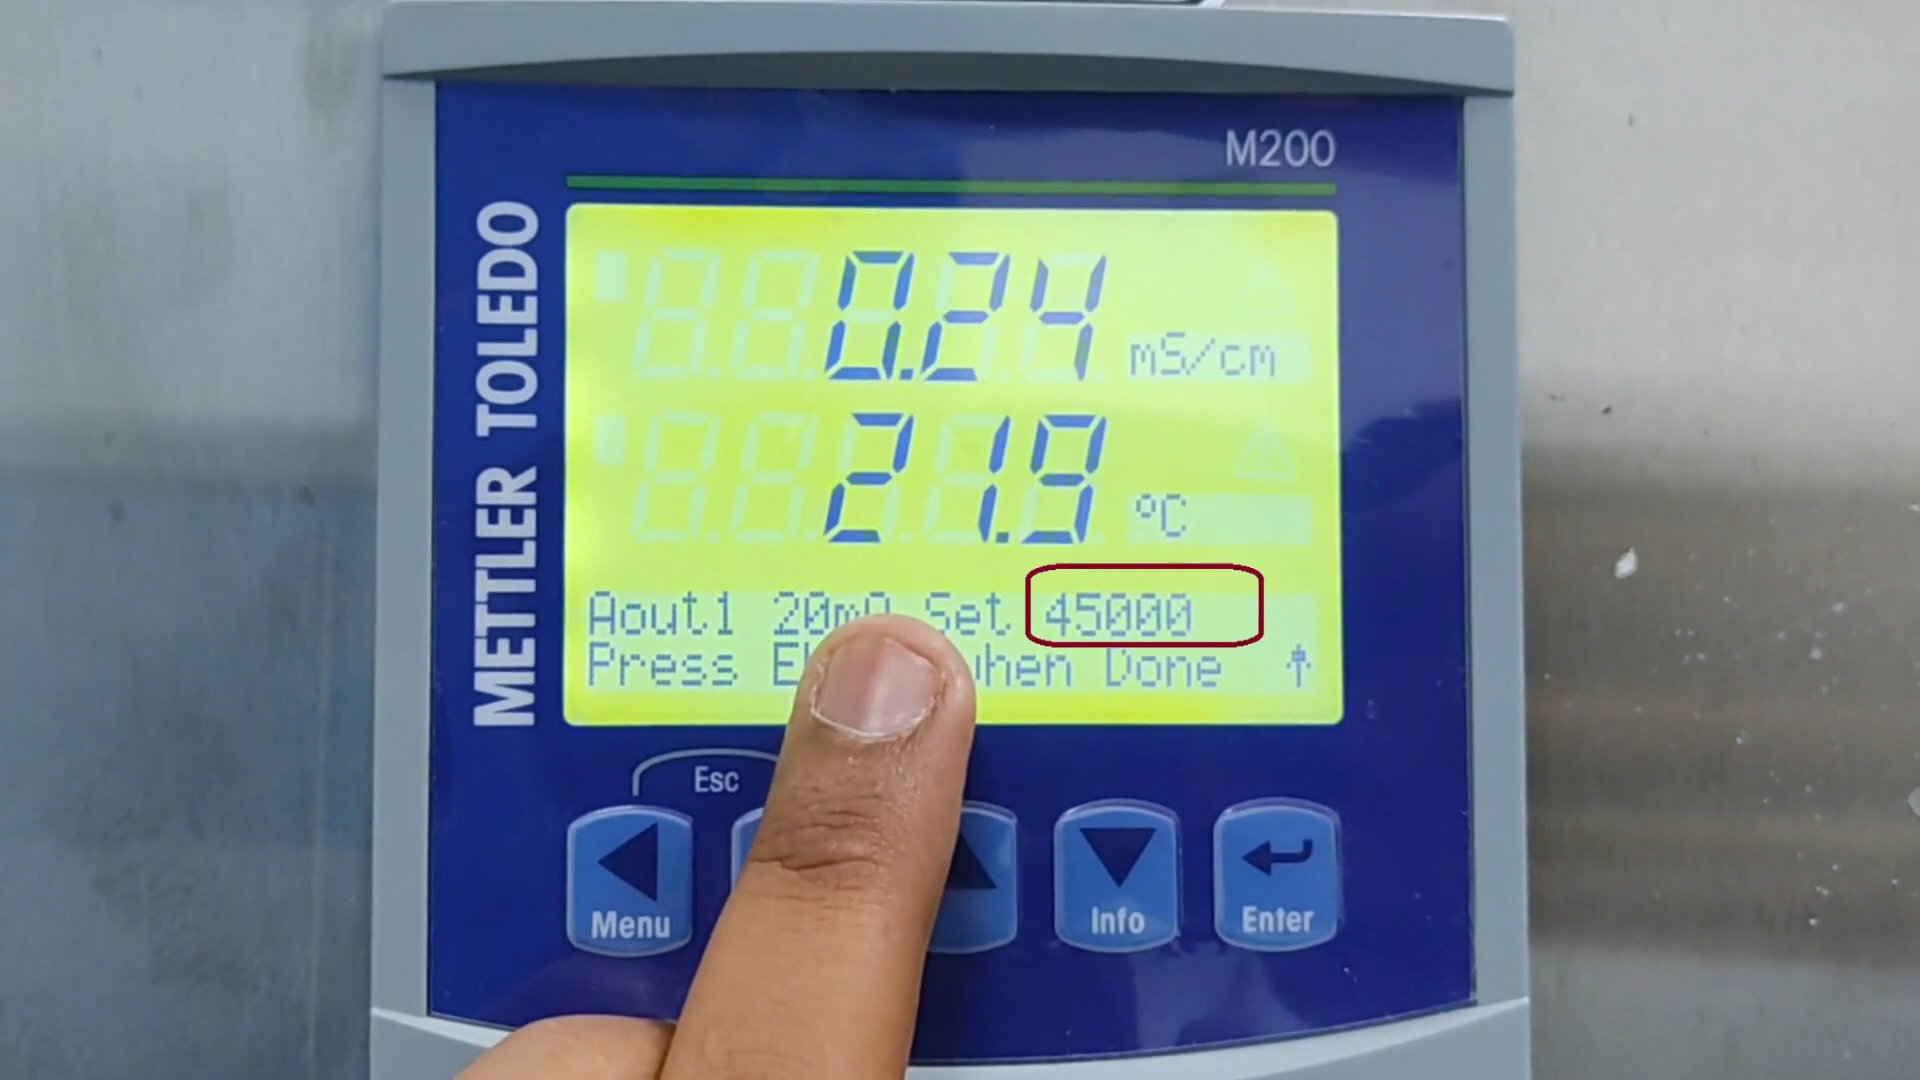 M200
METTLER TOLEDO
0.24 mS/cm
21.9 °C
Aout1 20mA Set 45000
Press when Done ↑
Esc
Menu
Info
Enter